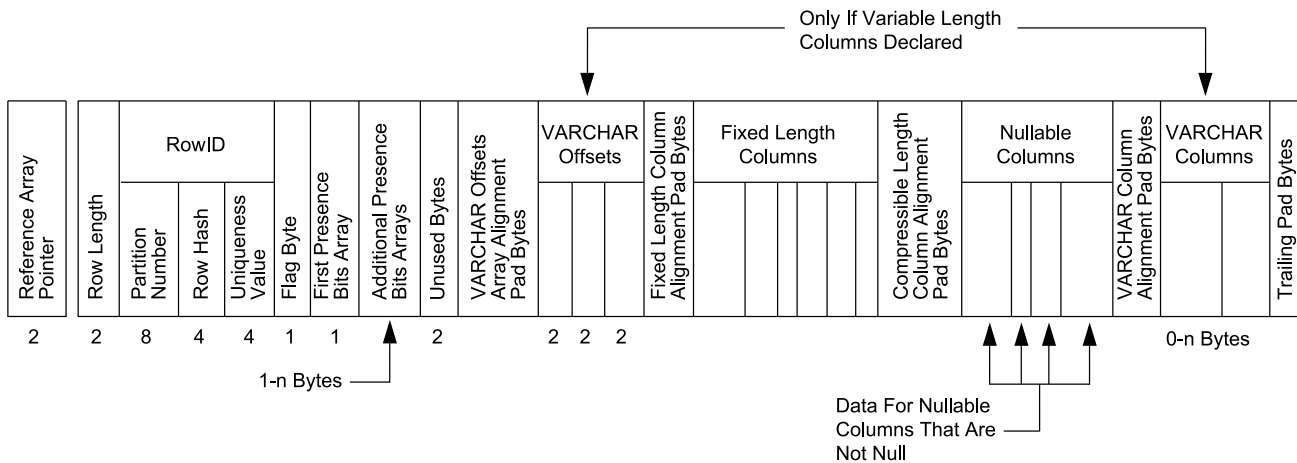 Only If Variable Length
Columns Declared
Reference Array
Pointer
Row Length
RowID
Partition
Number
Row Hash
Uniqueness
Value
Flag Byte
First Presence
Bits Array
Additional Presence
Bits Arrays
Unused Bytes
VARCHAR Offsets
Array Alignment
Pad Bytes
VARCHAR
Offsets
Fixed Length Column
Alignment Pad Bytes
Fixed Length
Columns
Compressible Length
Column Alignment
Pad Bytes
Nullable
Columns
VARCHAR Column
Alignment Pad Bytes
VARCHAR
Columns
Trailing Pad Bytes
2 2 8 4 4 1 1 2 2 2 2 0-n Bytes
1-n Bytes
Data For Nullable
Columns That Are
Not Null